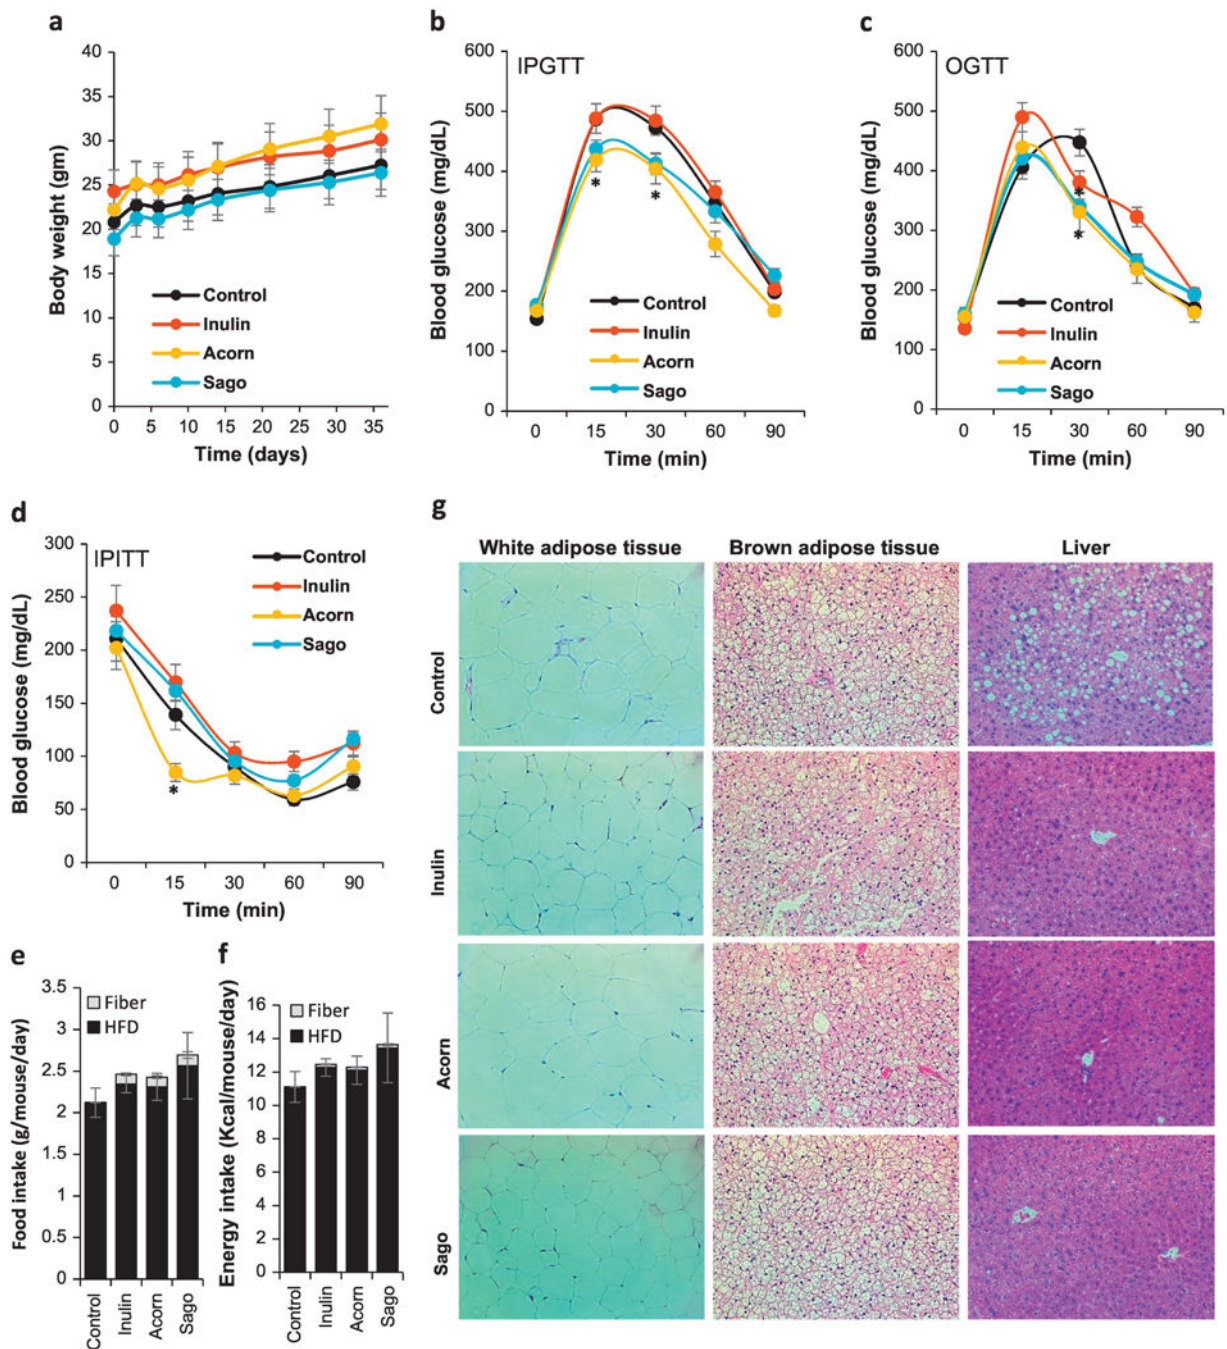 a
40
35
30
25
20
15
10
5
0
Body weight (gm)
Control
Inulin
Acorn
Sago
0 5 10 15 20 25 30 35
Time (days)
b
600
500
400
300
200
100
0
Blood glucose (mg/dL)
IPGTT
Control
Inulin
Acorn
Sago
*
*
0 15 30 60 90
Time (min)
c
600
500
400
300
200
100
0
Blood glucose (mg/dL)
OGTT
Control
Inulin
Acorn
Sago
*
*
0 15 30 60 90
Time (min)
d
300
250
200
150
100
50
0
Blood glucose (mg/dL)
IPITT
Control
Inulin
Acorn
Sago
*
0 15 30 60 90
Time (min)
e
3.5
3
2.5
2
1.5
1
0.5
0
Food intake (g/mouse/day)
Fiber
HFD
Control
Inulin
Acorn
Sago
f
16
14
12
10
8
6
4
2
0
Energy intake (Kcal/mouse/day)
Fiber
HFD
Control
Inulin
Acorn
Sago
g
White adipose tissue Brown adipose tissue Liver
Control
Inulin
Acorn
Sago